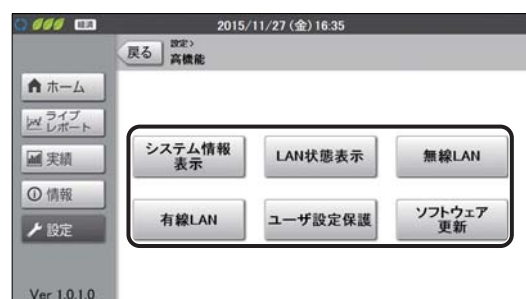 経済
2015/11/27 (金) 16:35
戻る
設定>
高機能
ホーム
ライブ
レポート
実績
情報
設定
システム情報
表示
LAN状態表示
無線LAN
有線LAN
ユーザ設定保護
ソフトウェア
更新
Ver 1.0.1.0